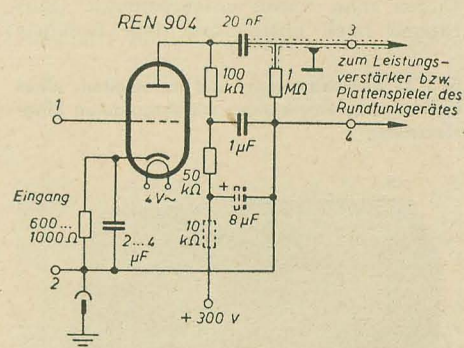 REN 904
20 nF
3
zum Leistungs-
verstärker bzw.
Plattenspieler des
Rundfunkgerätes
100
kΩ
1
MΩ
1
4
1µF
50
kΩ
4V~
+
8µF
Eingang
600...
1000Ω
2...4
µF
10
kΩ
2
+ 300 V